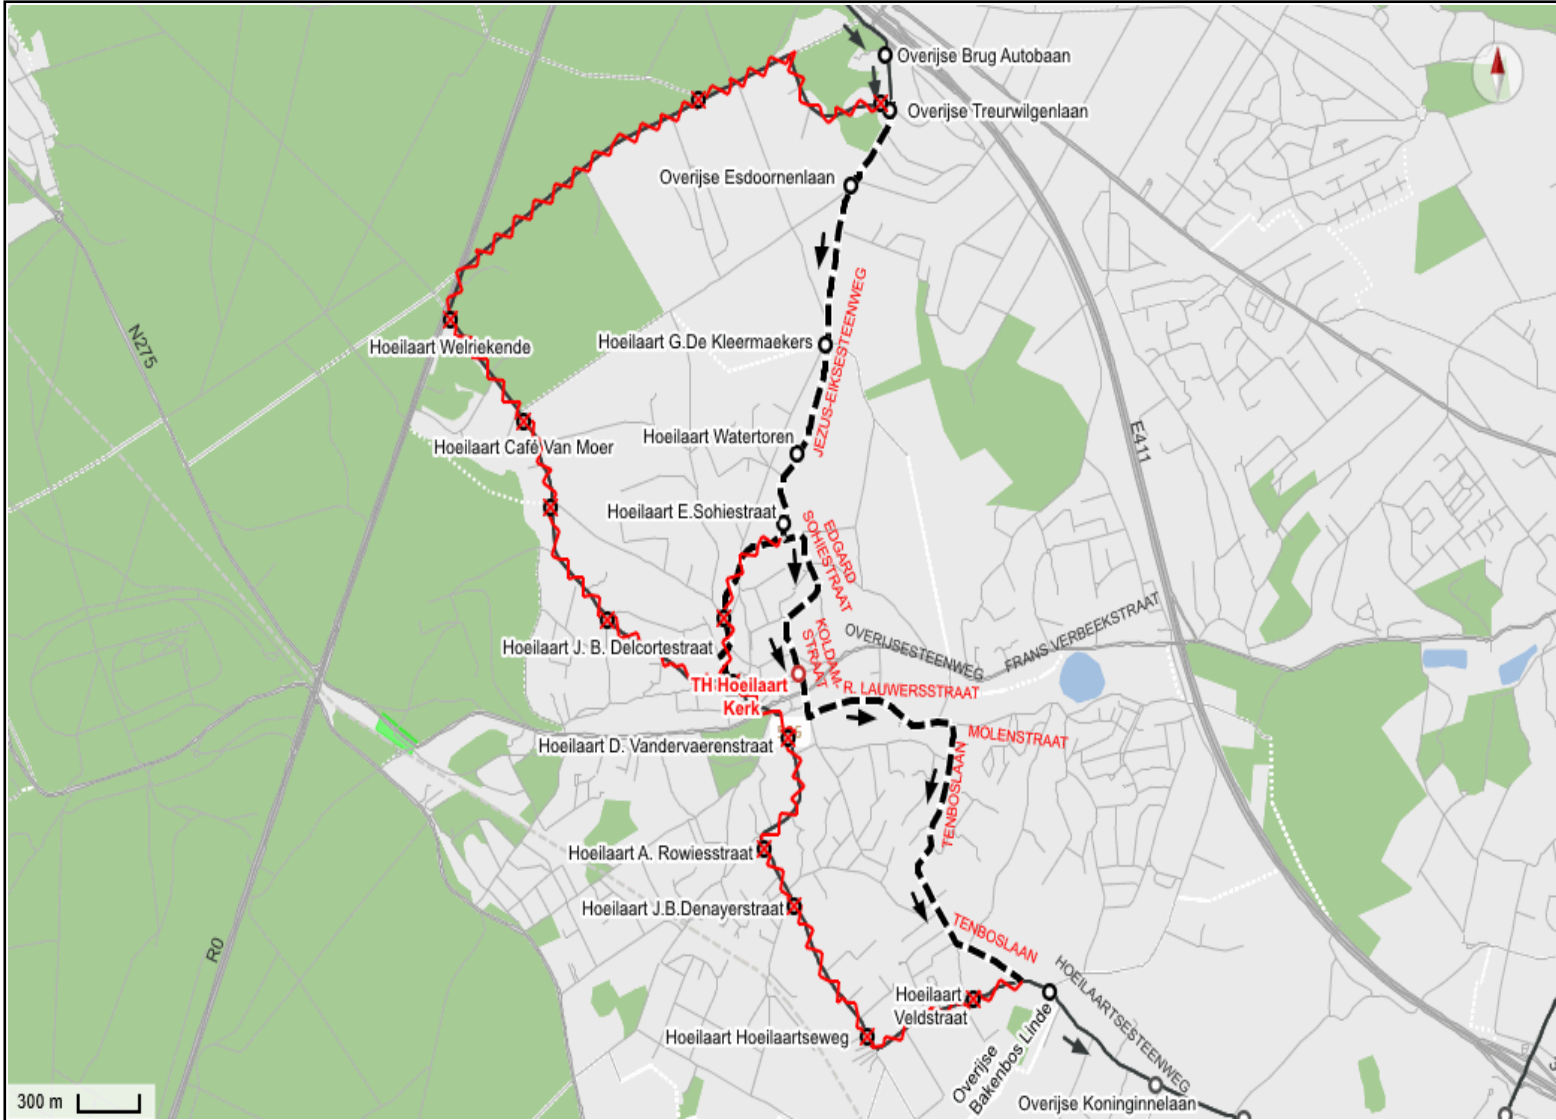 Overijse Brug Autobaan
Overijse Treurwilgenlaan
Overijse Esdoornenlaan
JEZUS-EIKSESTEENWEG
N275
Hoeilaart Welriekende
Hoeilaart G.De Kleermaekers
Hoeilaart Café Van Moer
Hoeilaart Watertoren
E411
Hoeilaart E.Sohiestraat
EDGARD
SOHIESTRAAT
Hoeilaart J. B. Delcortestraat
KOLDAM-
STRAAT
OVERIJSESTEENWEG
FRANS VERBEEKSTRAAT
TH Hoeilaart
Kerk
R. LAUWERSSTRAAT
MOLENSTRAAT
Hoeilaart D. Vandervaerenstraat
TENBOSLAAN
Hoeilaart A. Rowiesstraat
Hoeilaart J.B.Denayerstraat
TENBOSLAAN
R0
Hoeilaart
Veldstraat
HOEILAARTSESTEENWEG
Hoeilaart Hoeilaartseweg
Overijse
Bakenbos Linde
Overijse Koninginnelaan
300 m